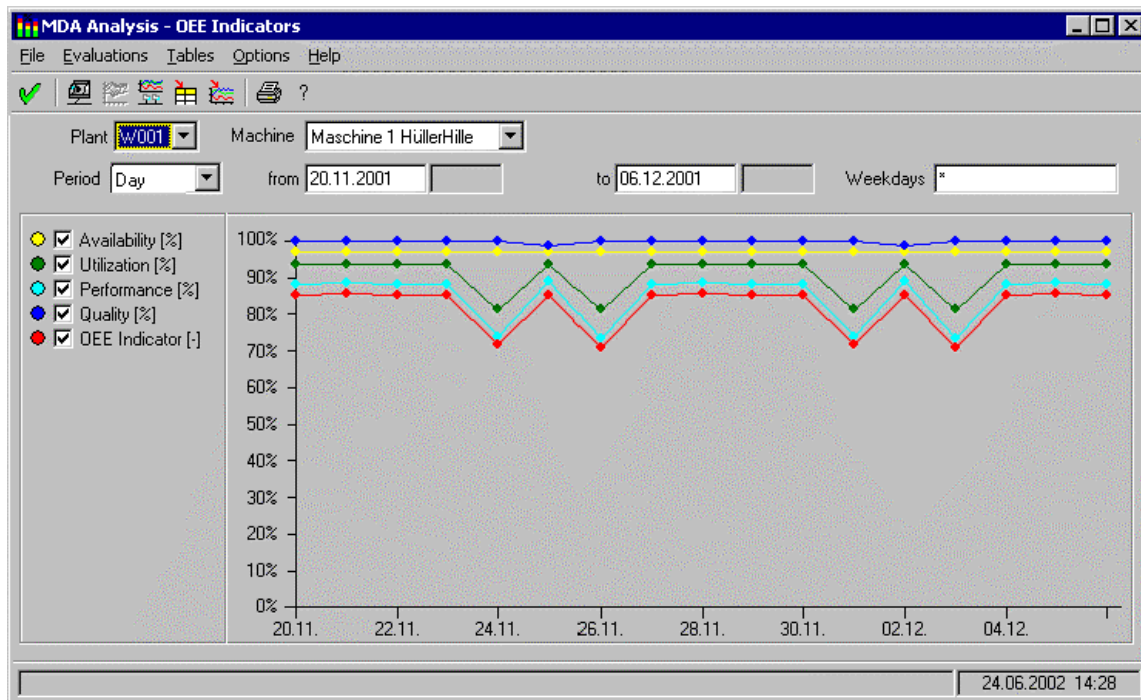 MDA Analysis - OEE Indicators
File Evaluations Tables Options Help
?
Plant W001 Machine Maschine 1 HüllerHille
Period Day from 20.11.2001 to 06.12.2001 Weekdays *
Availability [%]
Utilization [%]
Performance [%]
Quality [%]
OEE Indicator [-]
100%
90%
80%
70%
60%
50%
40%
30%
20%
10%
0%
20.11. 22.11. 24.11. 26.11. 28.11. 30.11. 02.12. 04.12.
24.06.2002 14:28